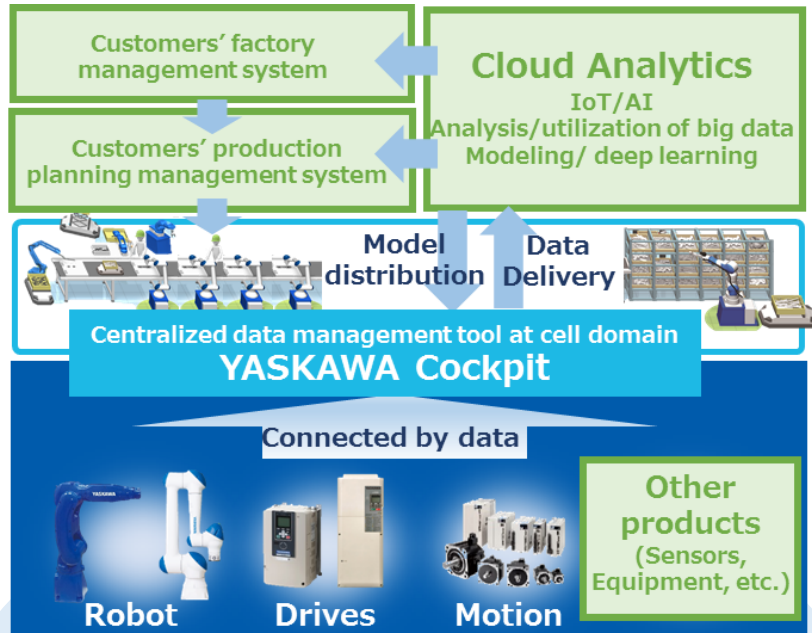 Customers’ factory
management system
Cloud Analytics
IoT/AI
Analysis/utilization of big data
Modeling/ deep learning
Customers’ production
planning management system
Model
distribution
Data
Delivery
Centralized data management tool at cell domain
YASKAWA Cockpit
Connected by data
YASKAWA
Robot
Drives
Motion
Other
products
(Sensors,
Equipment, etc.)